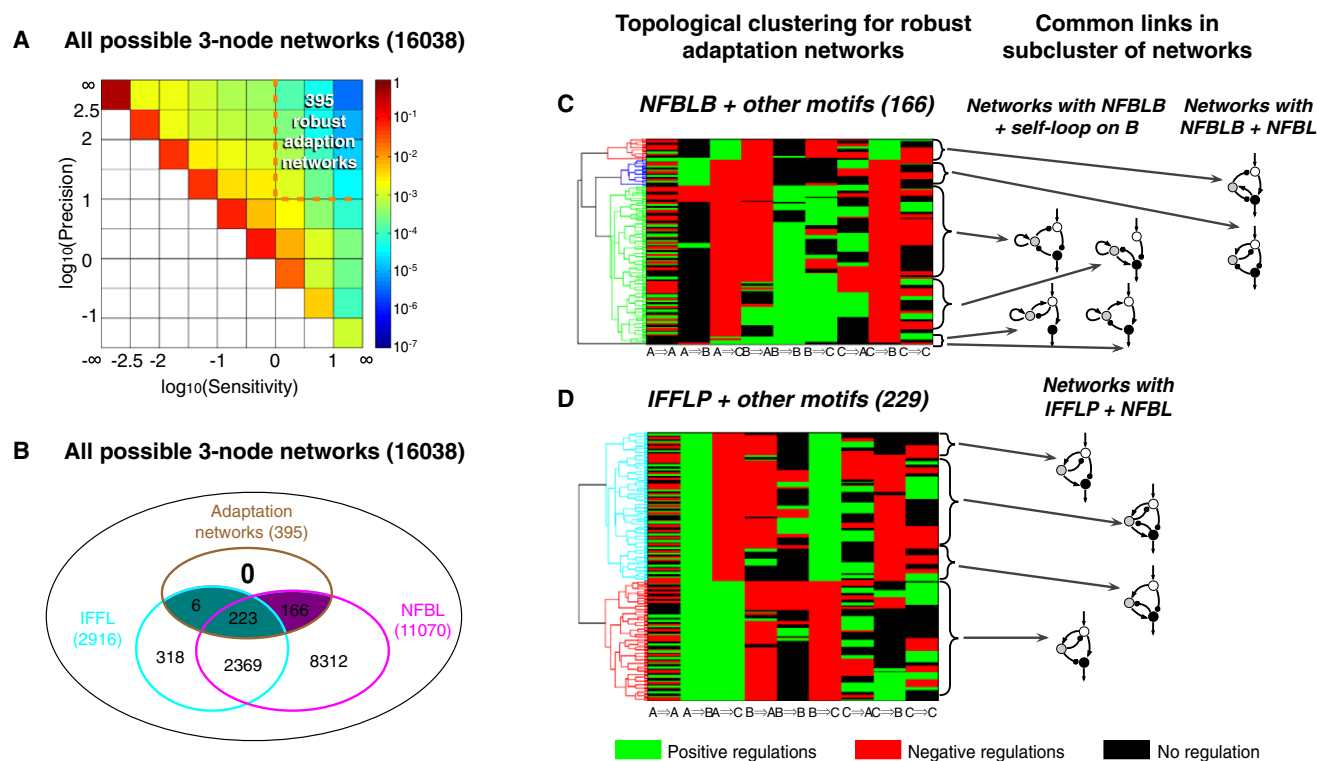 A All possible 3-node networks (16038)
∞
2.5
2
1
0
-1
log10(Precision)
395
robust
adaption
networks
-∞ -2.5 -2 -1 0 1 ∞
log10(Sensitivity)
1
10-1
10-2
10-3
10-4
10-5
10-6
10-7
B All possible 3-node networks (16038)
Adaptation
networks (395)
0
IFFL
(2916)
6
223
166
NFBL
(11070)
318
2369
8312
Topological clustering for robust
adaptation networks
Common links in
subcluster of networks
C NFBLB + other motifs (166)
Networks with NFBLB
+ self-loop on B
Networks with
NFBLB + NFBL
A⇒A A⇒B A⇒C B⇒A B⇒B B⇒C C⇒A C⇒B C⇒C
D IFFLP + other motifs (229)
Networks with
IFFLP + NFBL
A⇒A A⇒B A⇒C B⇒A B⇒B B⇒C C⇒A C⇒B C⇒C
Positive regulations Negative regulations No regulation